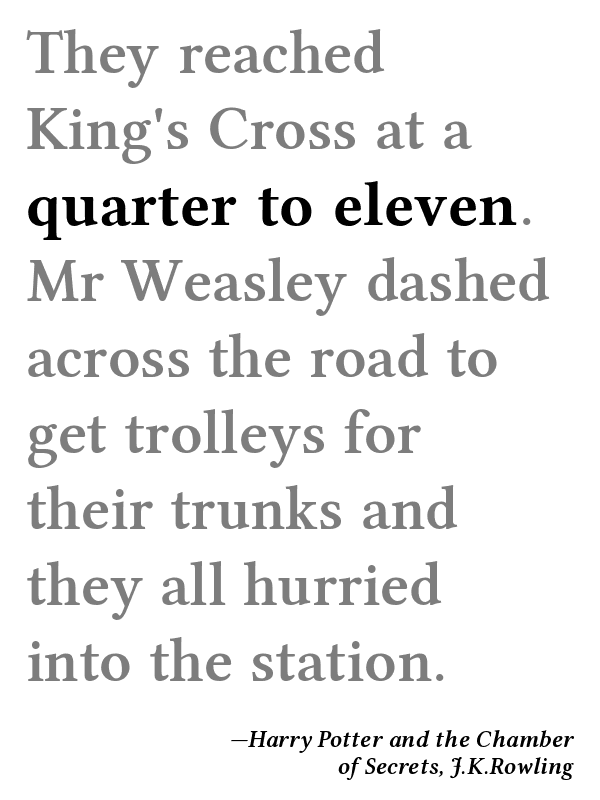 They reached
King's Cross at a
quarter to eleven.
Mr Weasley dashed
across the road to
get trolleys for
their trunks and
they all hurried
into the station.
—Harry Potter and the Chamber
of Secrets, J.K.Rowling